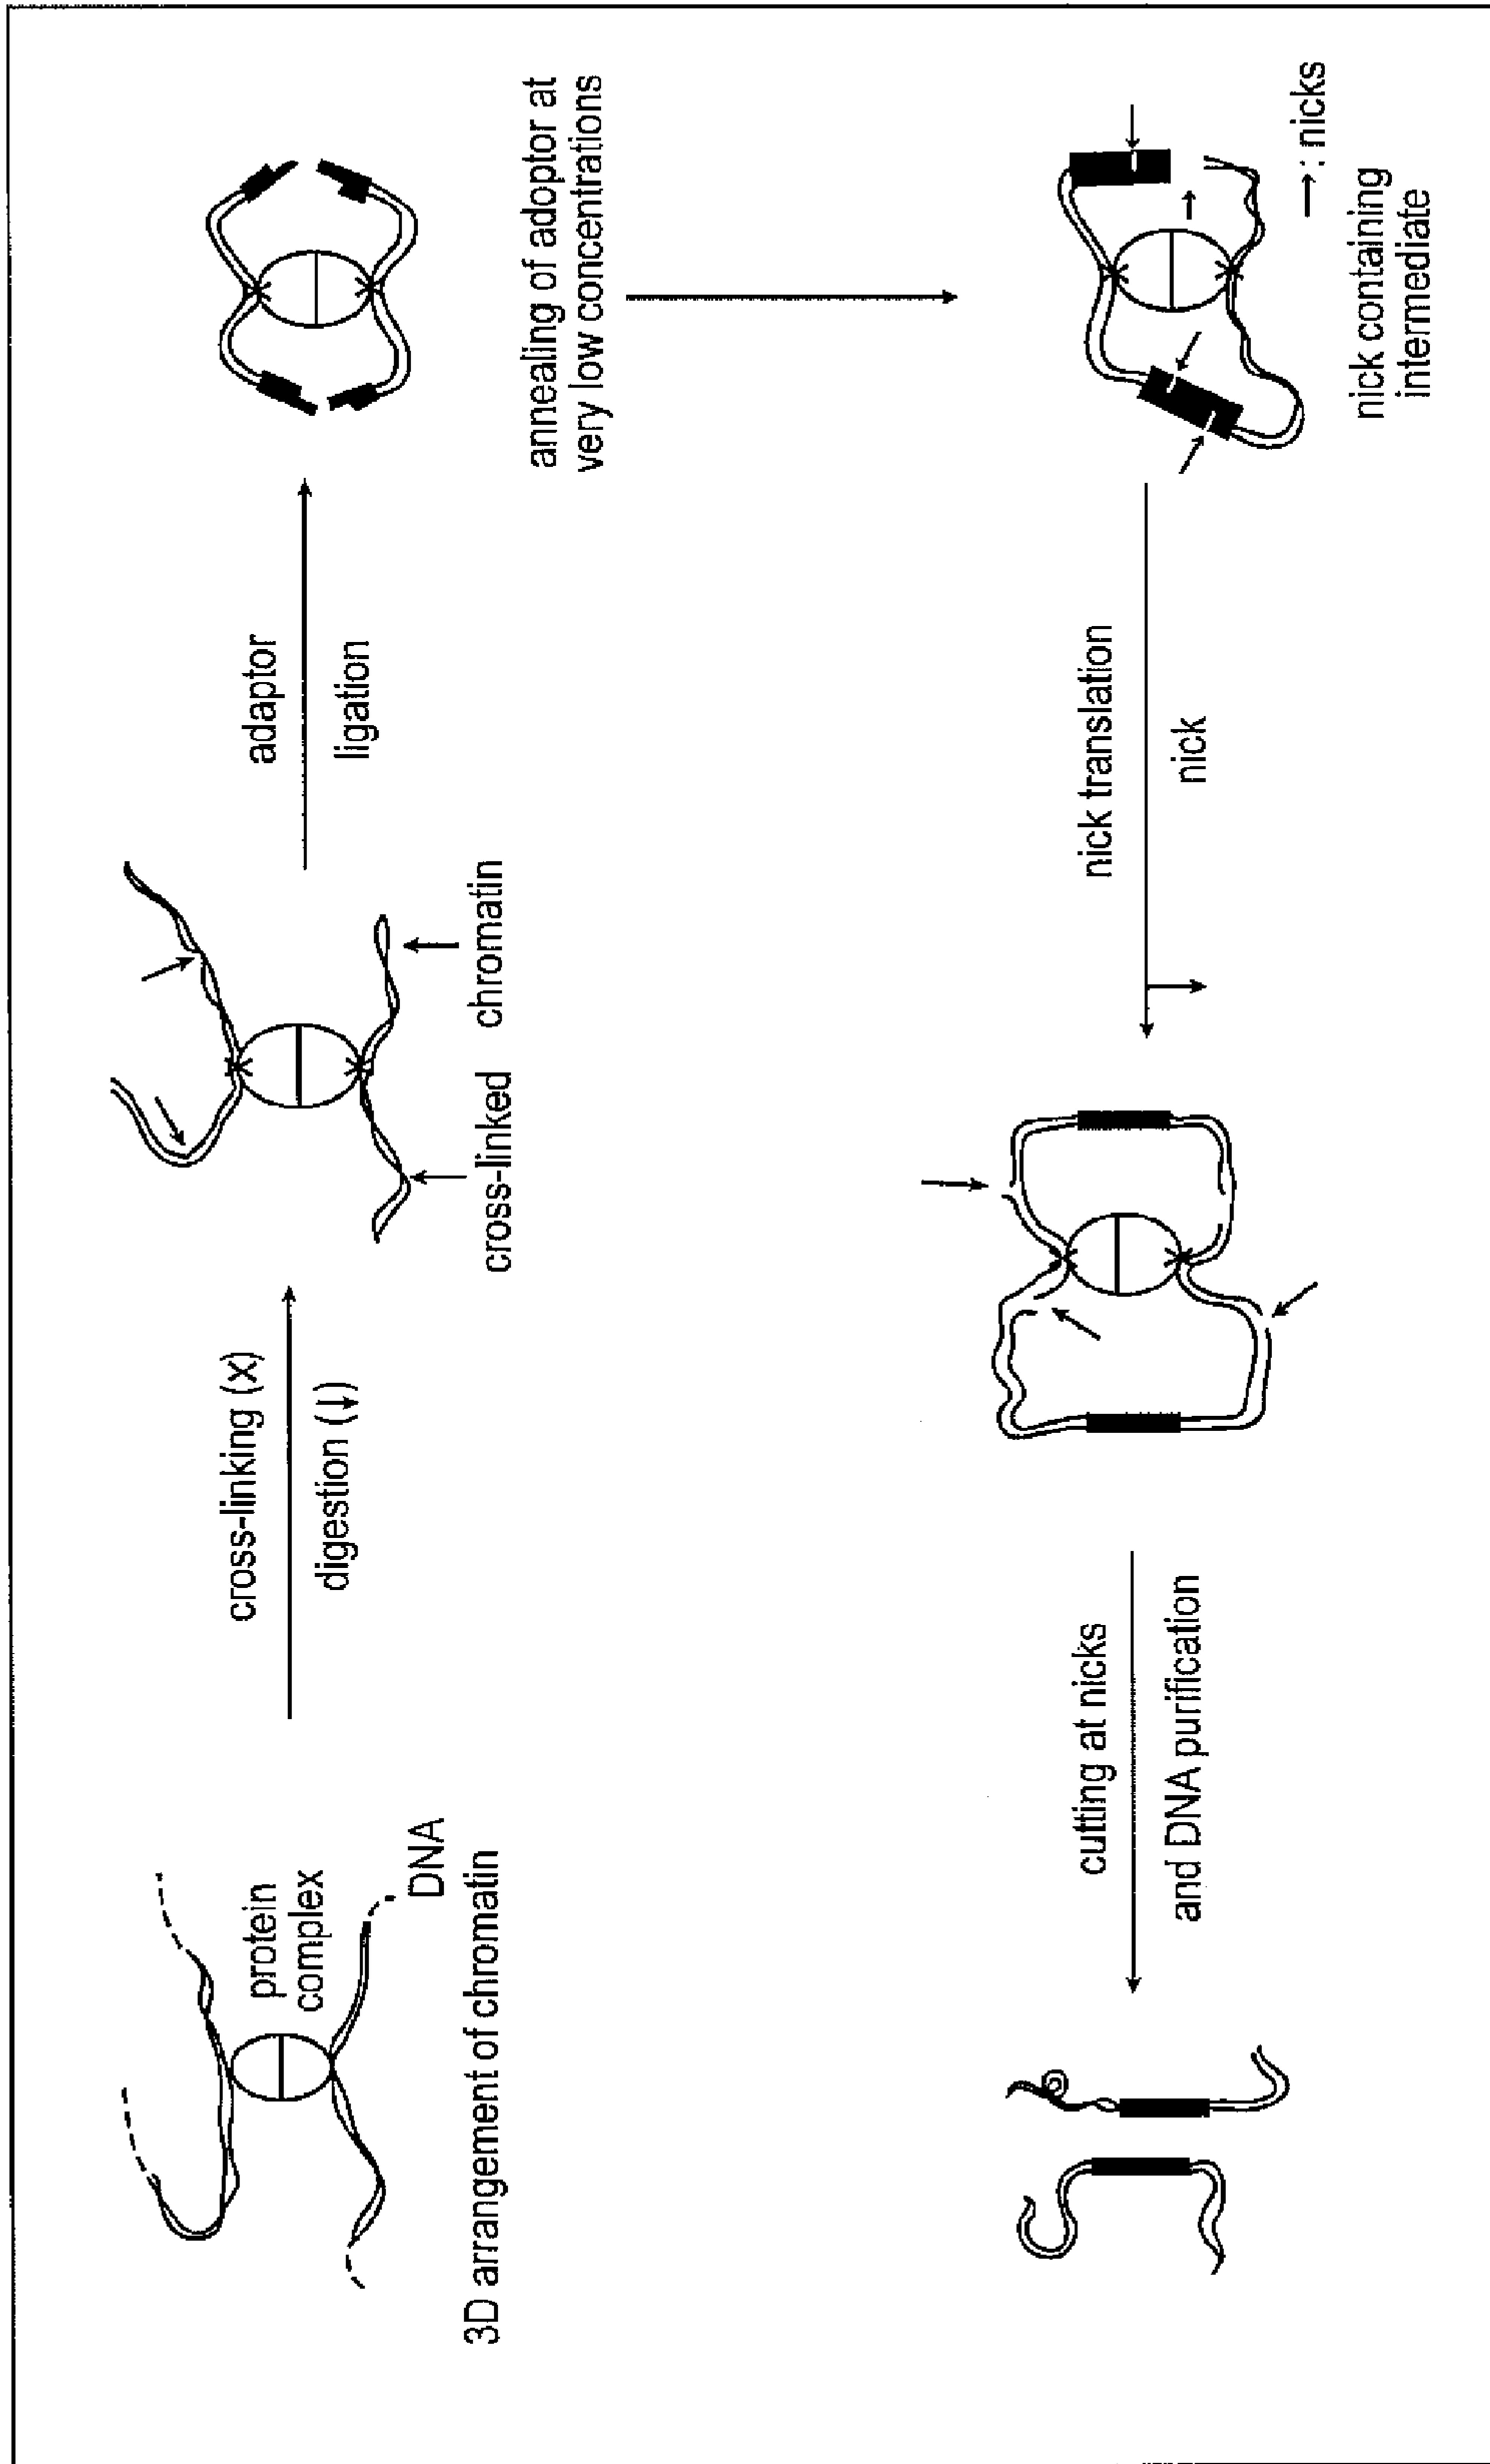 protein
complex
DNA
3D arrangement of chromatin
cross-linking (x)
digestion (↓)
cross-linked
chromatin
adaptor
ligation
annealing of adoptor at
very low concentrations
→: nicks
nick containing
intermediate
nick translation
nick
cutting at nicks
and DNA purification